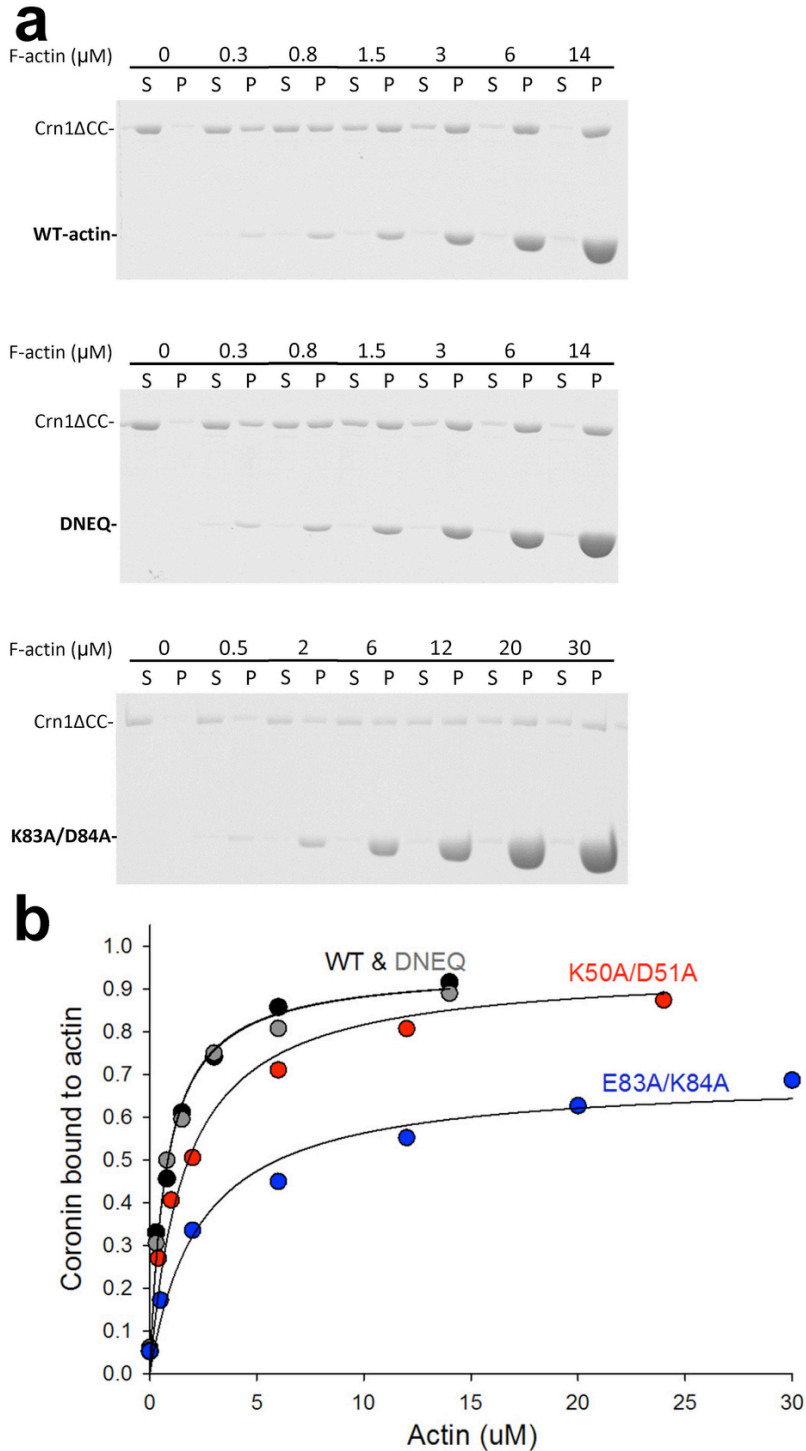 a
F-actin (µM) 0 0.3 0.8 1.5 3 6 14
S P S P S P S P S P S P S P
Crn1ΔCC-
WT-actin-
F-actin (µM) 0 0.3 0.8 1.5 3 6 14
S P S P S P S P S P S P S P
Crn1ΔCC-
DNEQ-
F-actin (µM) 0 0.5 2 6 12 20 30
S P S P S P S P S P S P S P
Crn1ΔCC-
K83A/D84A-
b
1.0
WT & DNEQ
K50A/D51A
0.9
0.8
0.7
E83A/K84A
0.6
0.5
0.4
0.3
0.2
0.1
0.0
Coronin bound to actin
0 5 10 15 20 25 30
Actin (uM)